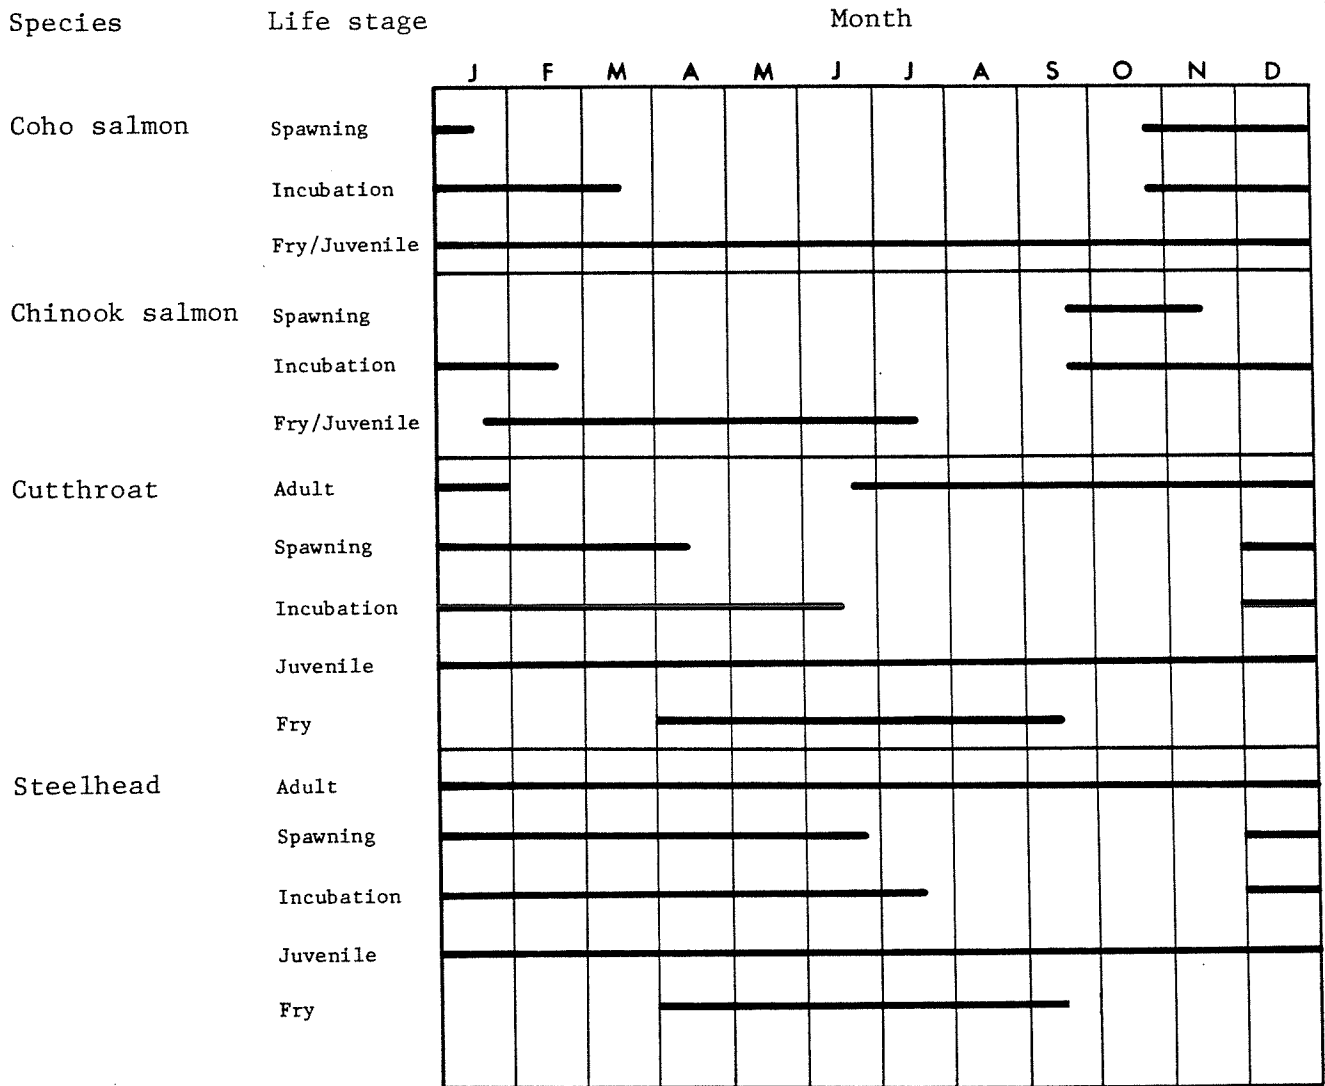 Species Life stage Month
J F M A M J J A S O N D
Coho salmon Spawning
Incubation
Fry/Juvenile
Chinook salmon Spawning
Incubation
Fry/Juvenile
Cutthroat Adult
Spawning
Incubation
Juvenile
Fry
Steelhead Adult
Spawning
Incubation
Juvenile
Fry